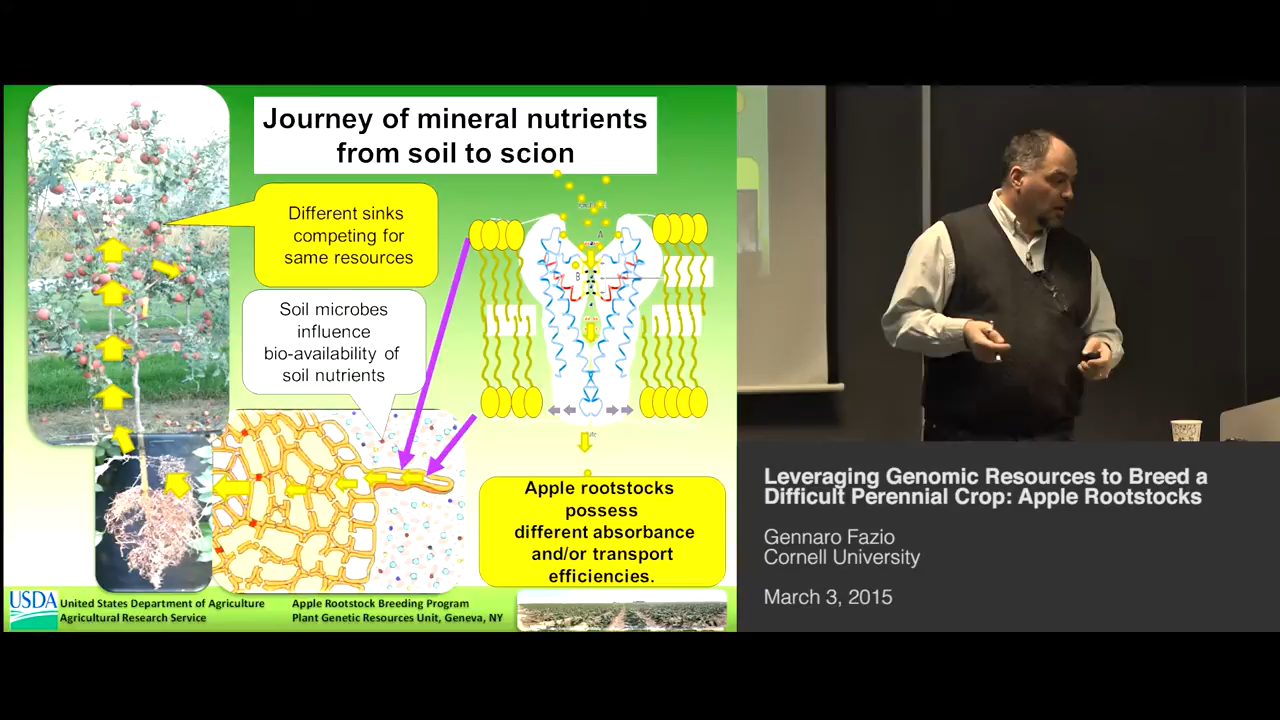 Journey of mineral nutrients
from soil to scion
Different sinks
competing for
same resources
Soil microbes
influence
bio-availability of
soil nutrients
A
B
Apple rootstocks
possess
different absorbance
and/or transport
efficiencies.
USDA
United States Department of Agriculture
Agricultural Research Service
Apple Rootstock Breeding Program
Plant Genetic Resources Unit, Geneva, NY
Leveraging Genomic Resources to Breed a
Difficult Perennial Crop: Apple Rootstocks
Gennaro Fazio
Cornell University
March 3, 2015